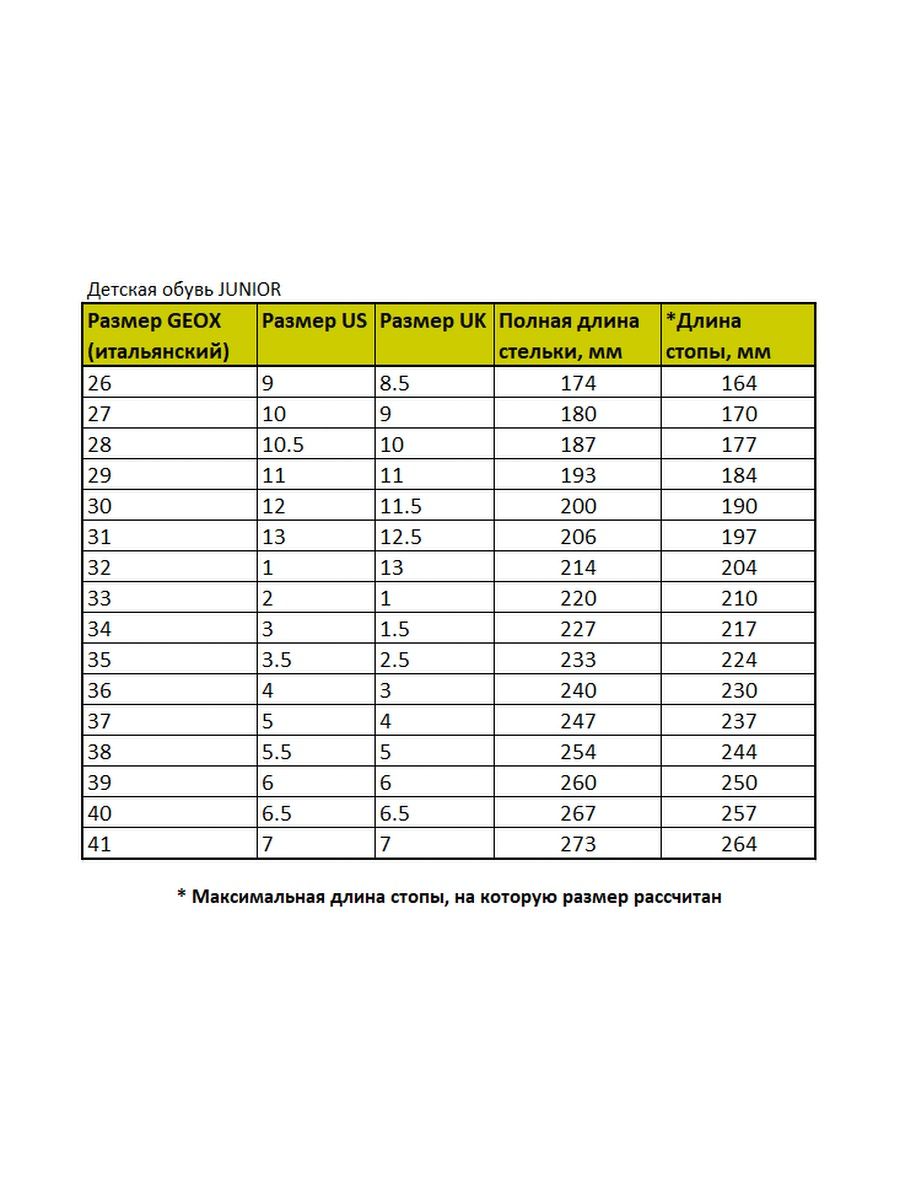 Детская обувь JUNIOR
Размер GEOX Размер US Размер UK Полная длина *Длина
(итальянский) стельки, мм стопы, мм
26 9 8.5 174 164
27 10 9 180 170
28 10.5 10 187 177
29 11 11 193 184
30 12 11.5 200 190
31 13 12.5 206 197
32 1 13 214 204
33 2 1 220 210
34 3 1.5 227 217
35 3.5 2.5 233 224
36 4 3 240 230
37 5 4 247 237
38 5.5 5 254 244
39 6 6 260 250
40 6.5 6.5 267 257
41 7 7 273 264
* Максимальная длина стопы, на которую размер рассчитан